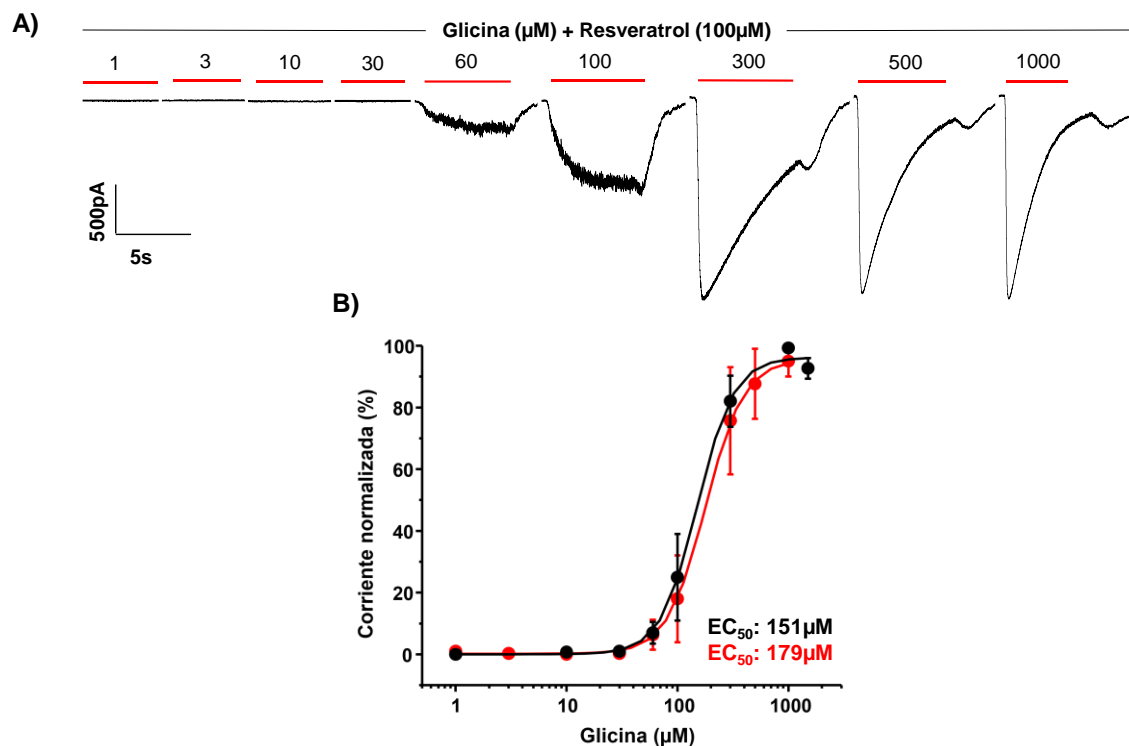 A)
Glicina (µM) + Resveratrol (100µM)
1 3 10 30 60 100 300 500 1000
500pA
5s
B)
Corriente normalizada (%)
100
80
60
40
20
0
EC50: 151µM
EC50: 179µM
1 10 100 1000
Glicina (µM)